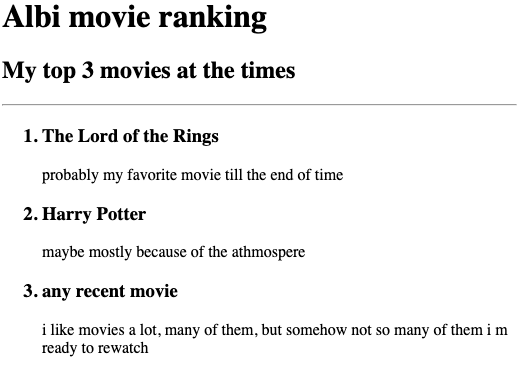 Albi movie ranking
My top 3 movies at the times
1. The Lord of the Rings
probably my favorite movie till the end of time
2. Harry Potter
maybe mostly because of the athmospere
3. any recent movie
i like movies a lot, many of them, but somehow not so many of them i m
ready to rewatch